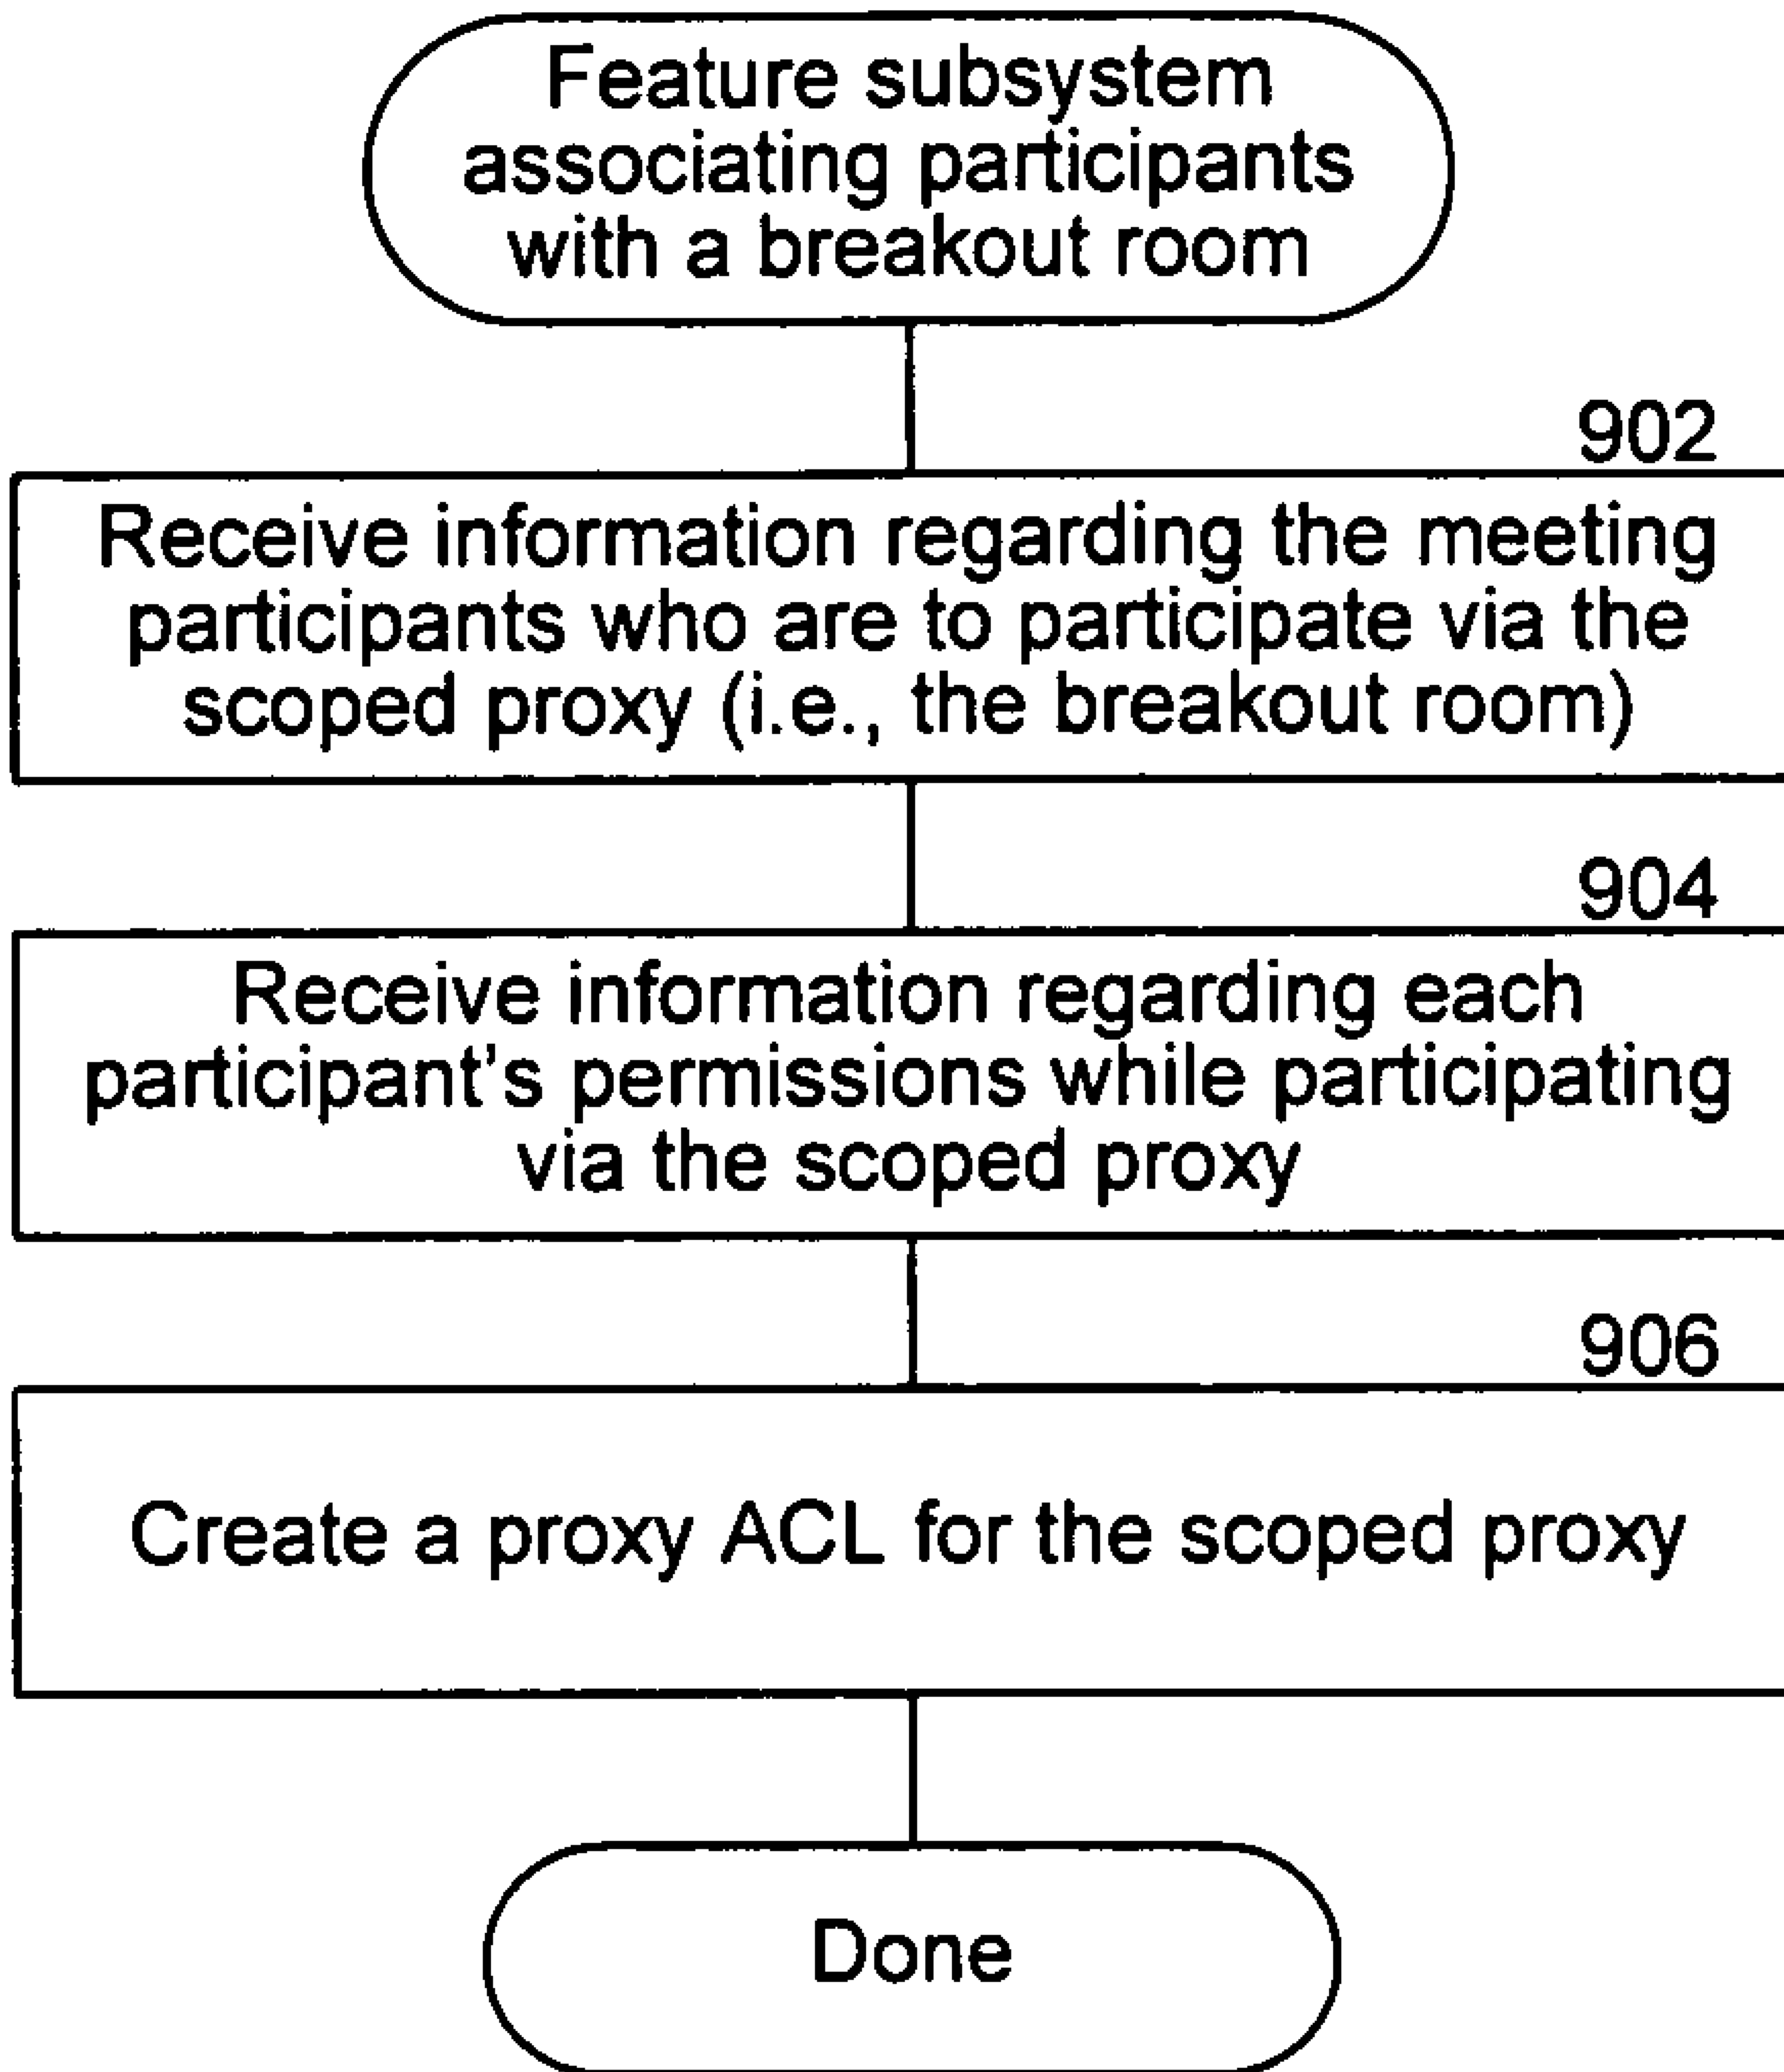 Feature subsystem
associating participants
with a breakout room
902
Receive information regarding the meeting
participants who are to participate via the
scoped proxy (i.e., the breakout room)
904
Receive information regarding each
participant's permissions while participating
via the scoped proxy
906
Create a proxy ACL for the scoped proxy
Done